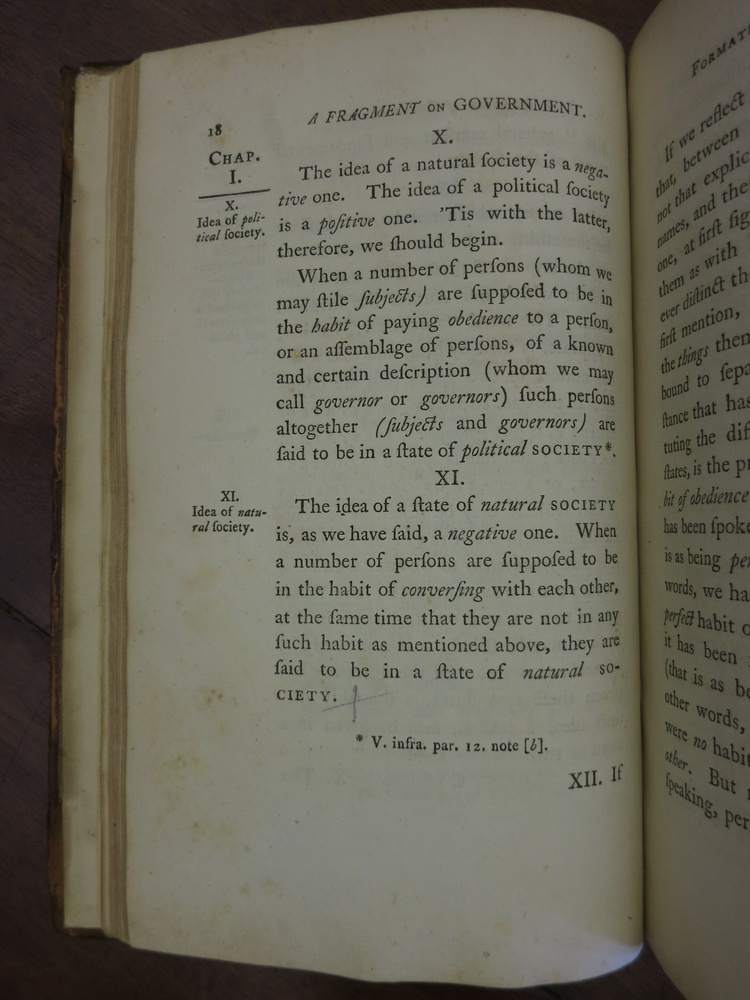 18
A FRAGMENT ON GOVERNMENT.
CHAP.
I.
X.
Idea of poli-
tical ſociety.
X.
The idea of a natural ſociety is a nega-
tive one. The idea of a political ſociety
is a poſitive one. 'Tis with the latter,
therefore, we ſhould begin.
When a number of perſons (whom we
may ſtile ſubjects) are ſuppoſed to be in
the habit of paying obedience to a perſon,
or an aſſemblage of perſons, of a known
and certain deſcription (whom we may
call governor or governors) ſuch perſons
altogether (ſubjects and governors) are
ſaid to be in a ſtate of political SOCIETY*.
XI.
XI.
Idea of natu-
ral ſociety.
The idea of a ſtate of natural SOCIETY
is, as we have ſaid, a negative one. When
a number of perſons are ſuppoſed to be
in the habit of converſing with each other,
at the ſame time that they are not in any
ſuch habit as mentioned above, they are
ſaid to be in a ſtate of natural SO-
CIETY.
* V. infra. par. 12. note [b].
XII. If
If we reflect
that, between
not that explic
names, and the
one, at firſt fig
them as with
ever diſtinct th
firſt mention,
the things then
bound to ſepa
ſtance that has
tuting the dif
ſtates, is the p
bit of obedience
has been ſpok
is as being per
words, we ha
perfect habit o
it has been
(that is as be
other words,
were no habi
other. But
ſpeaking, per